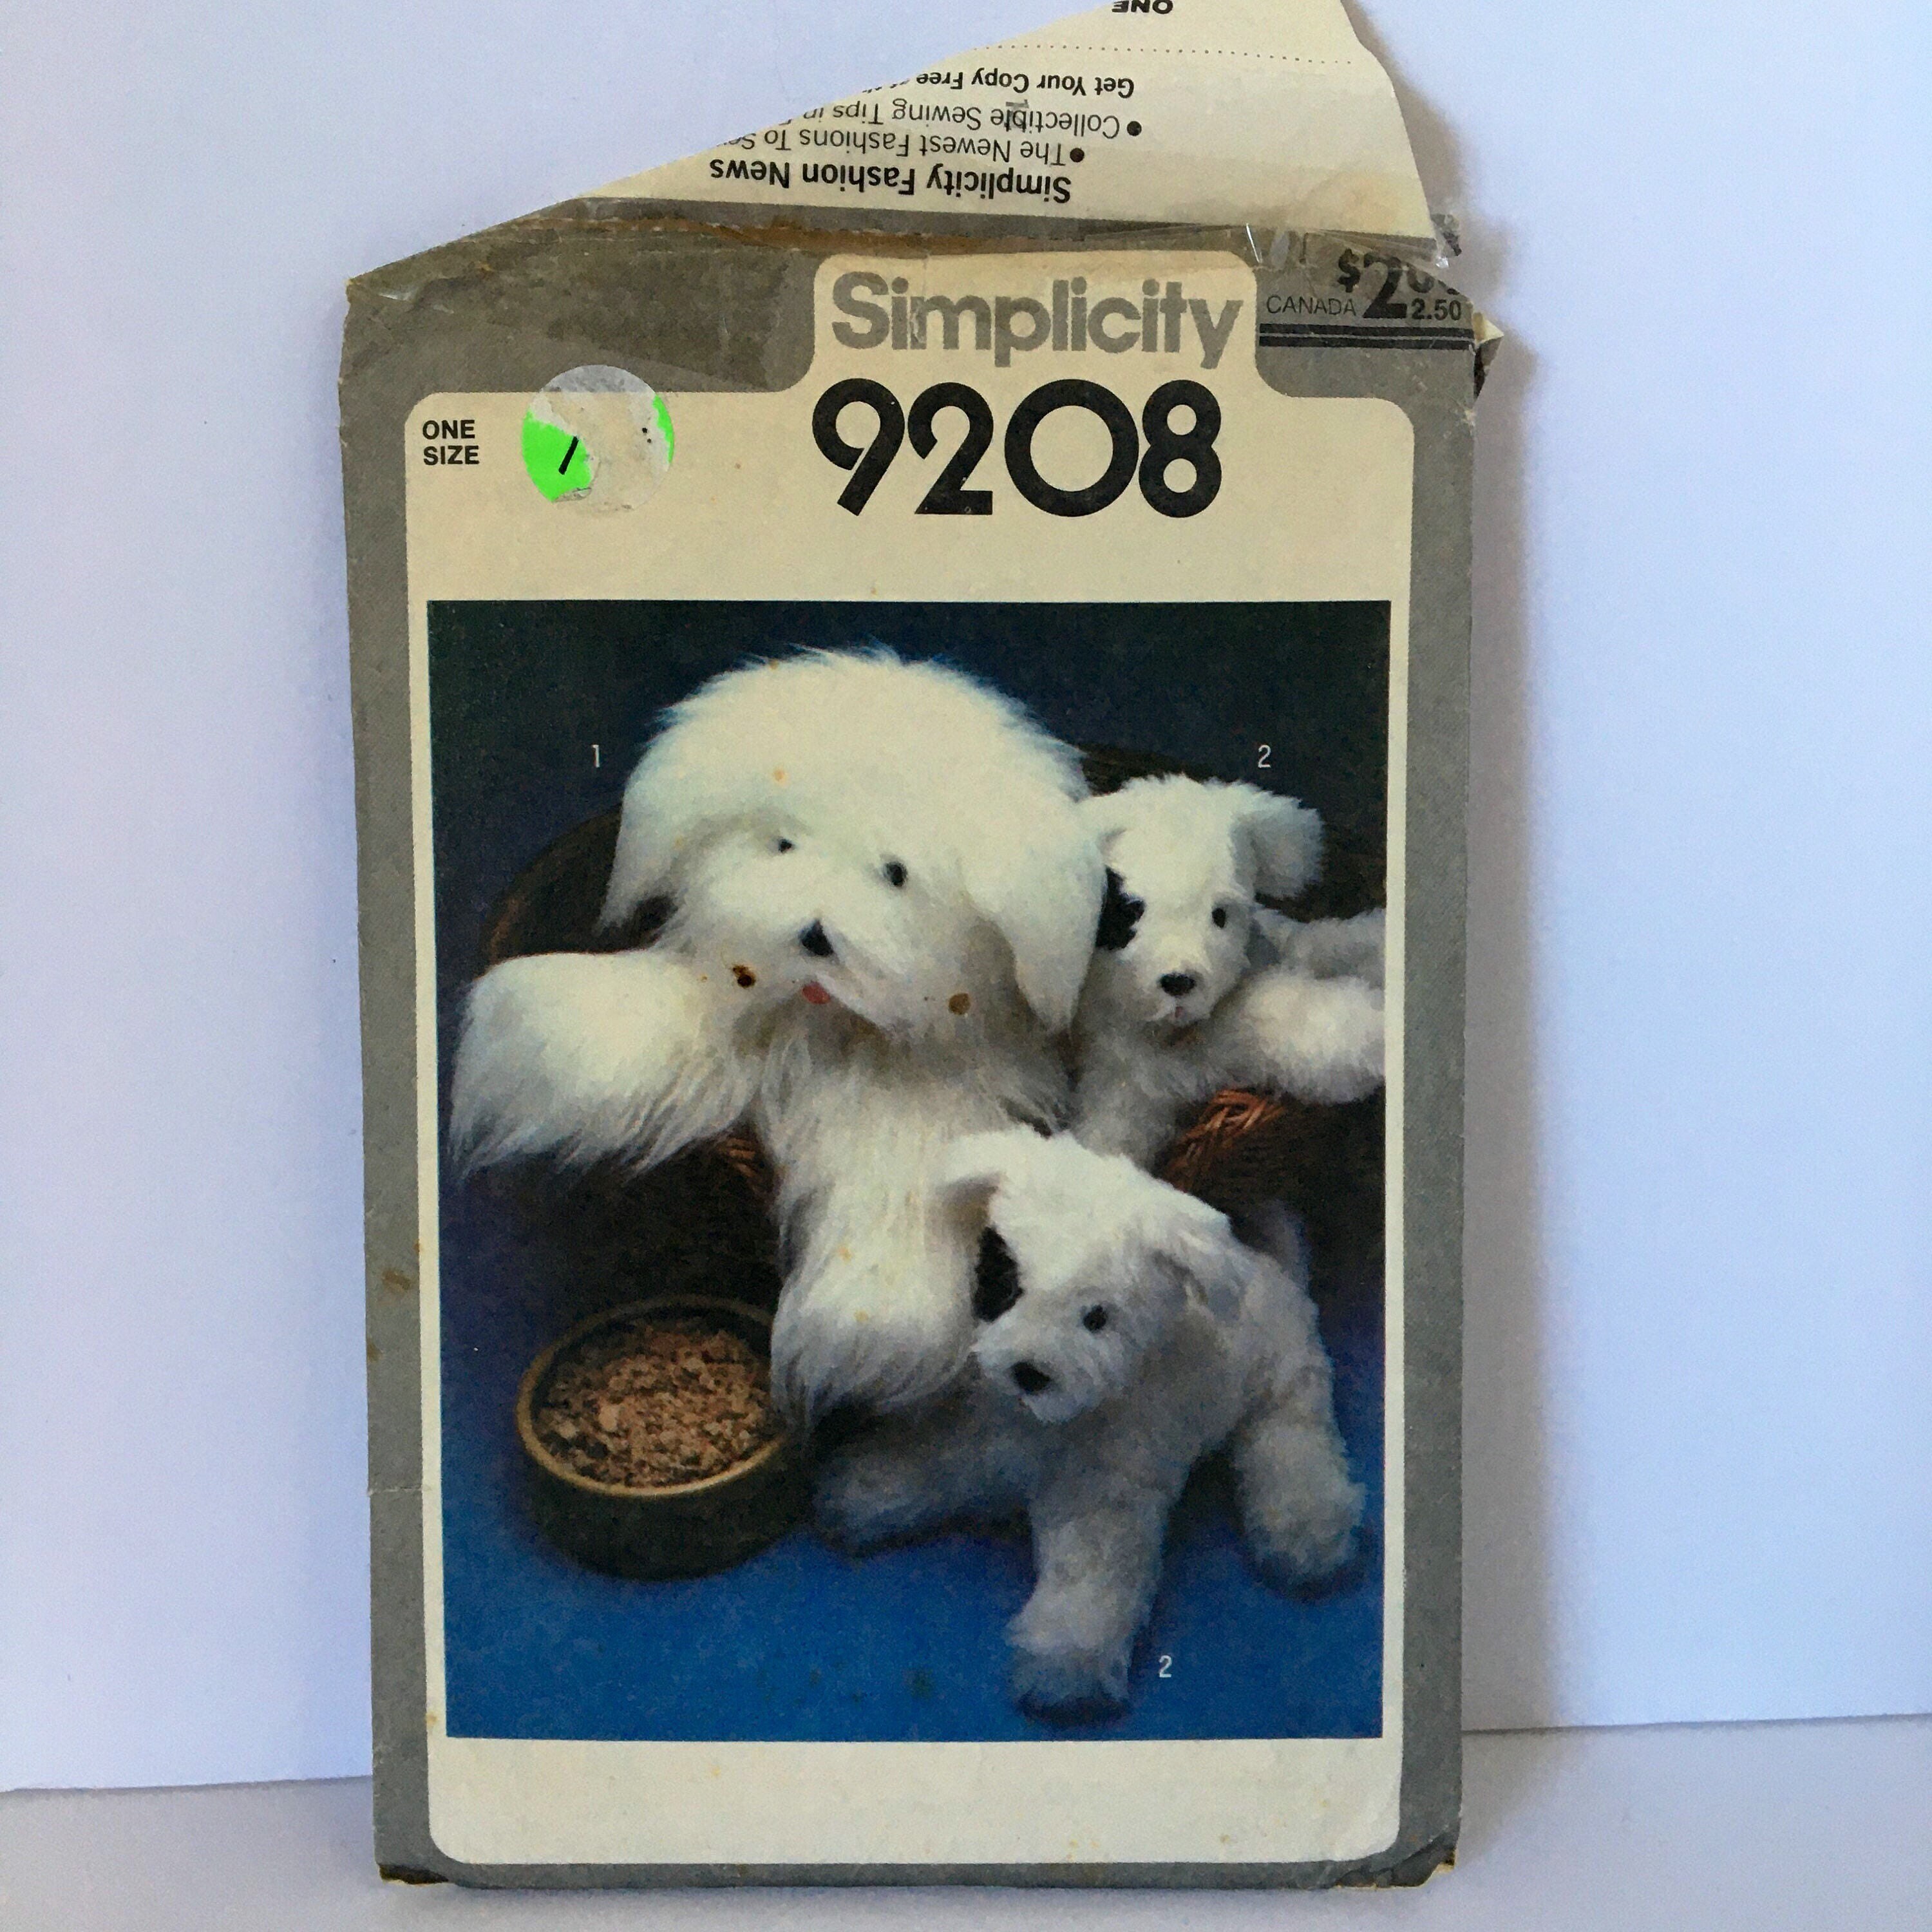 ONE
Get Your Copy Free
• Collectible Sewing Tips in
• The Newest Fashions To
Simplicity Fashion News
Simplicity
$2
CANADA 2.50
9208
ONE
SIZE
1
2
2